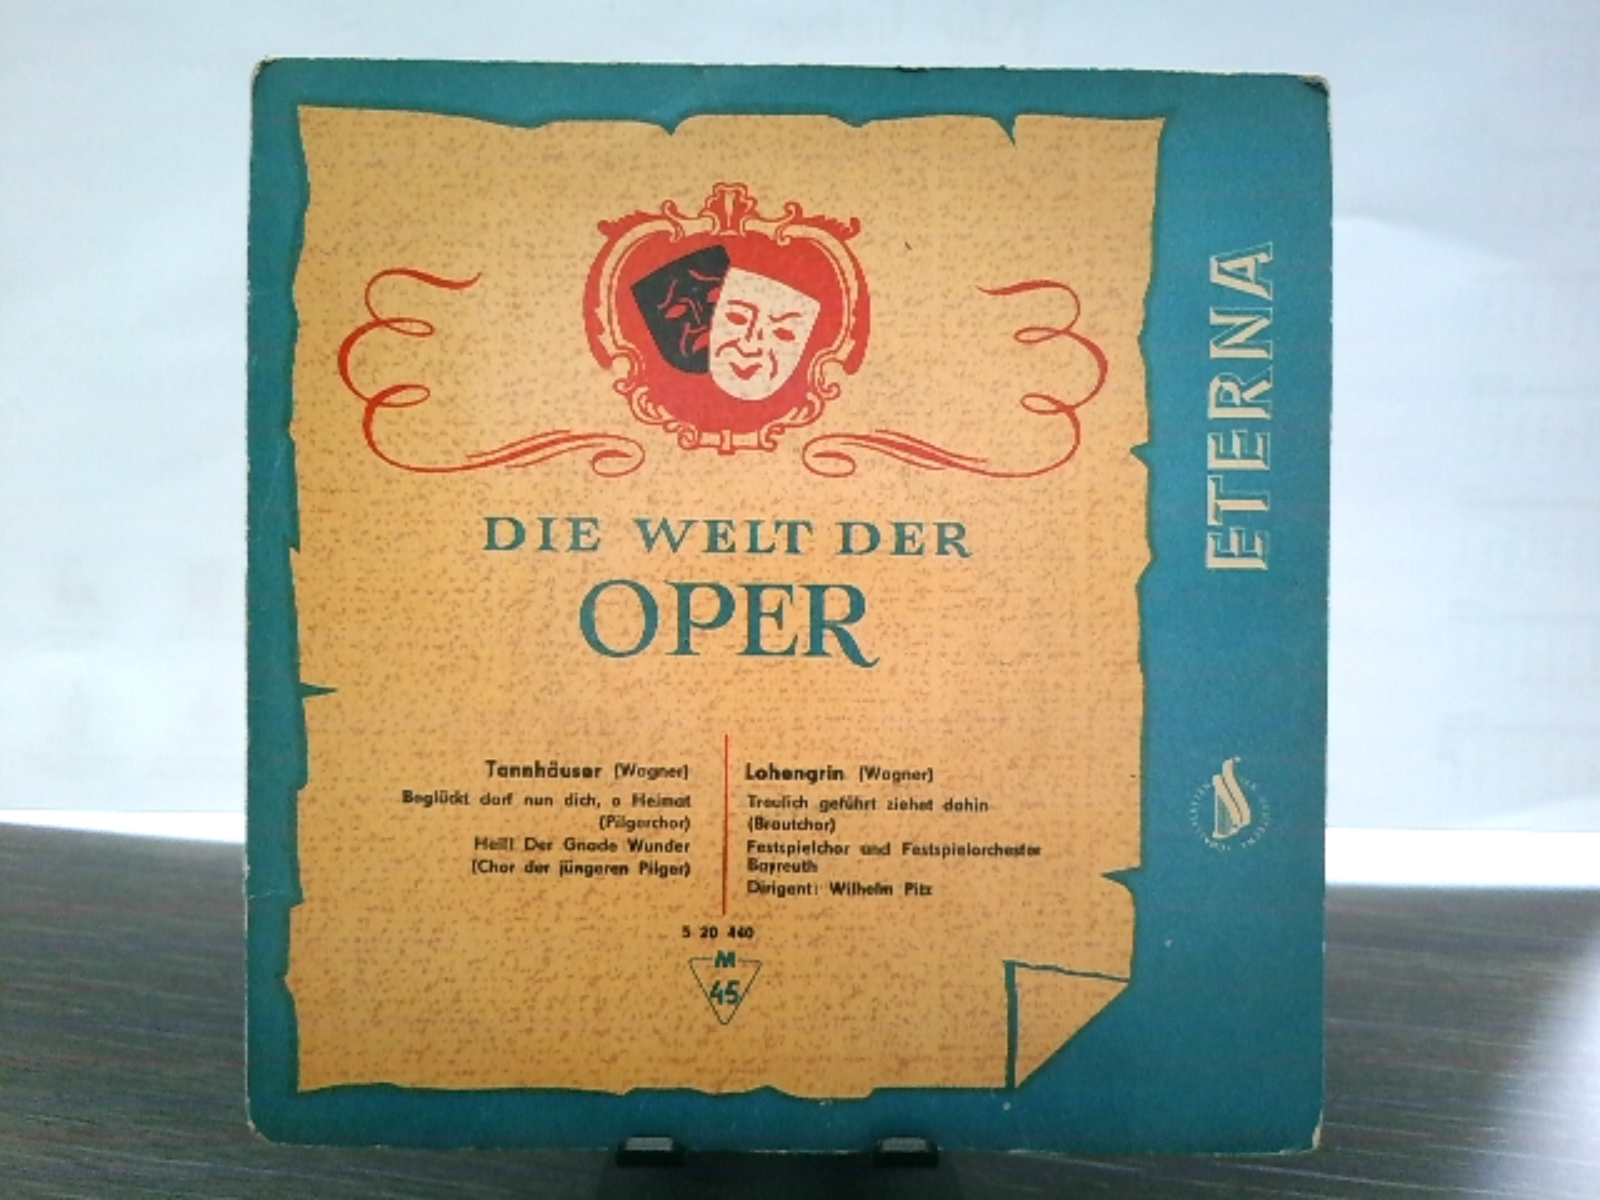 DIE WELT DER
OPER
Tannhäuser (Wagner)
Beglückt darf nun dich, o Heimat
(Pilgerchor)
Heil! Der Gnade Wunder
(Chor der jüngeren Pilger)
Lohengrin (Wagner)
Treulich geführt ziehet dahin
(Brautchor)
Festspielchor und Festspielorchester
Bayreuth
Dirigent: Wilhelm Pitz
5 20 440
M
45
ETERNA